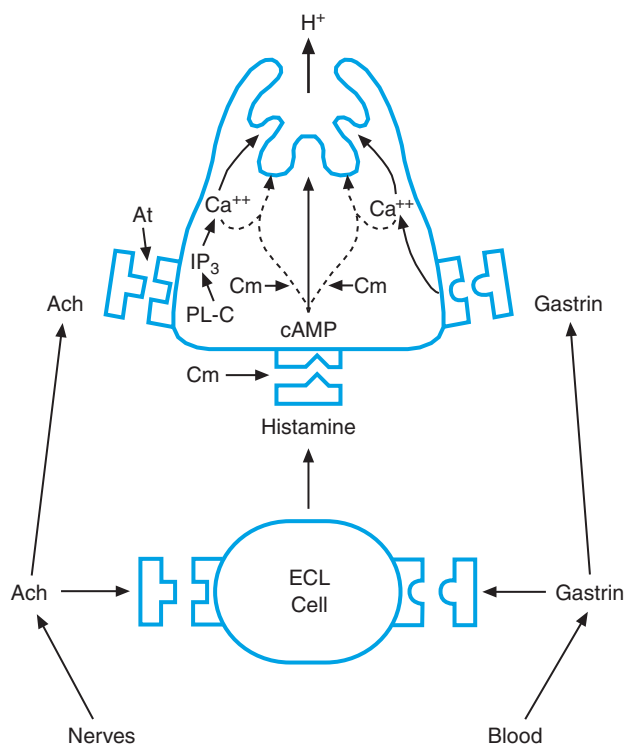 H⁺
At
Ca⁺⁺
Ca⁺⁺
IP₃
Cm
Cm
Ach
PL-C
Gastrin
cAMP
Cm
Histamine
ECL
Cell
Ach
Gastrin
Nerves
Blood